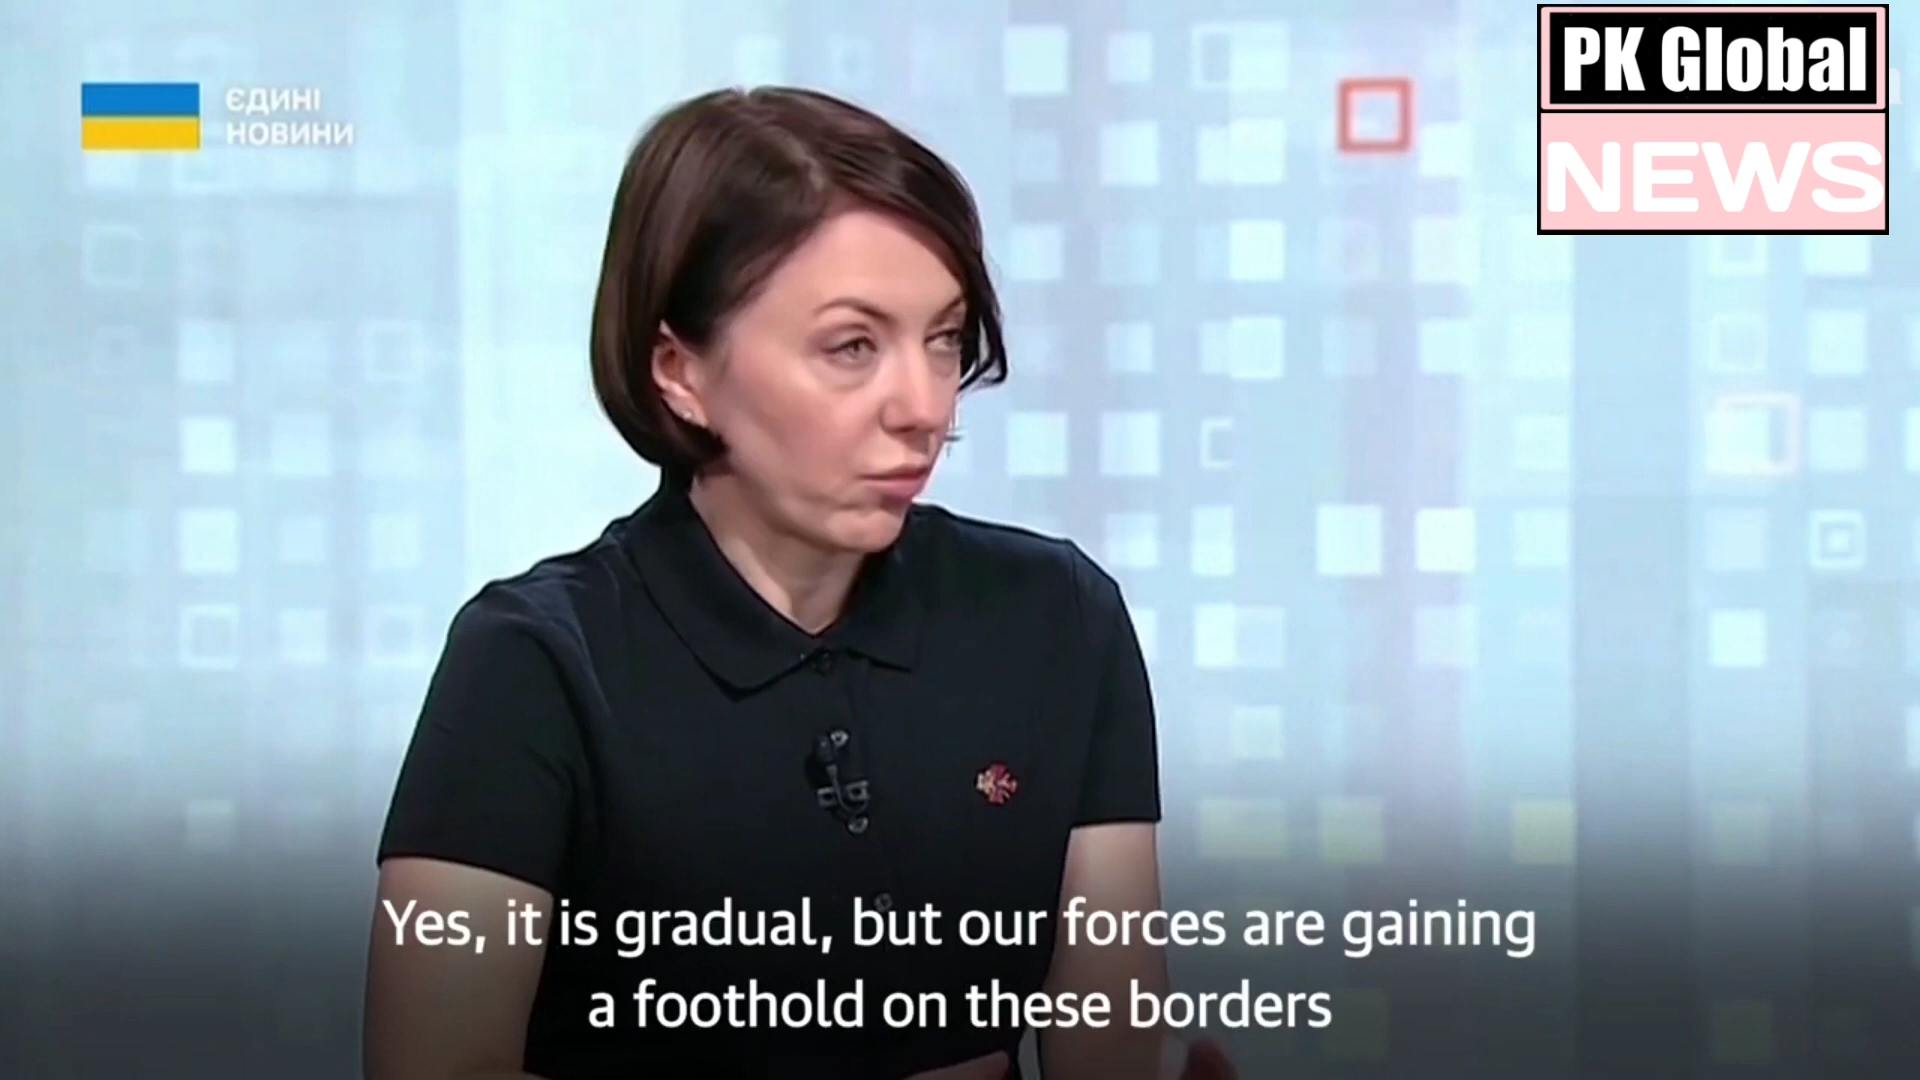 ЄДИНІ
НОВИНИ
PK Global
NEWS
Yes, it is gradual, but our forces are gaining
a foothold on these borders